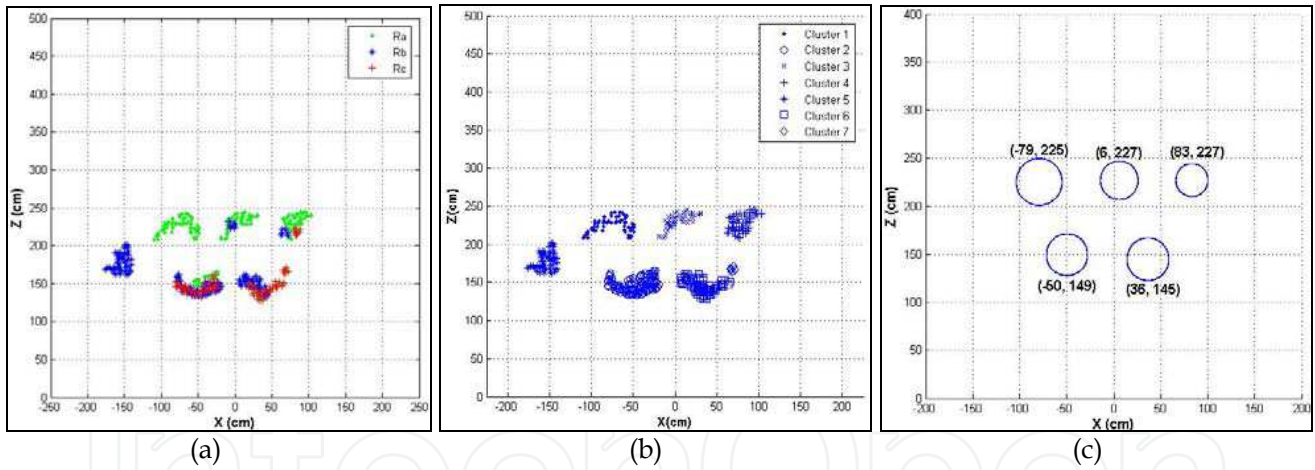 500
450
400
350
300
250
200
150
100
50
0
Z (cm)
-250 -200 -150 -100 -50 0 50 100 150 200 250
X (cm)
Ra
Rb
Rc
(a)
500
450
400
350
300
250
200
150
100
50
0
Z(cm)
-200 -150 -100 -50 0 50 100 150 200
X(cm)
Cluster 1
Cluster 2
Cluster 3
Cluster 4
Cluster 5
Cluster 6
Cluster 7
(b)
400
350
300
250
200
150
100
50
0
Z (cm)
-200 -150 -100 -50 0 50 100 150 200
X (cm)
(-79, 225) (6, 227) (83, 227)
(-50, 149) (36, 145)
(c)